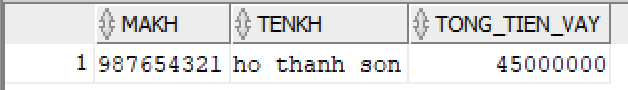 MAKH TENKH TONG_TIEN_VAY
1 987654321 ho thanh son 45000000